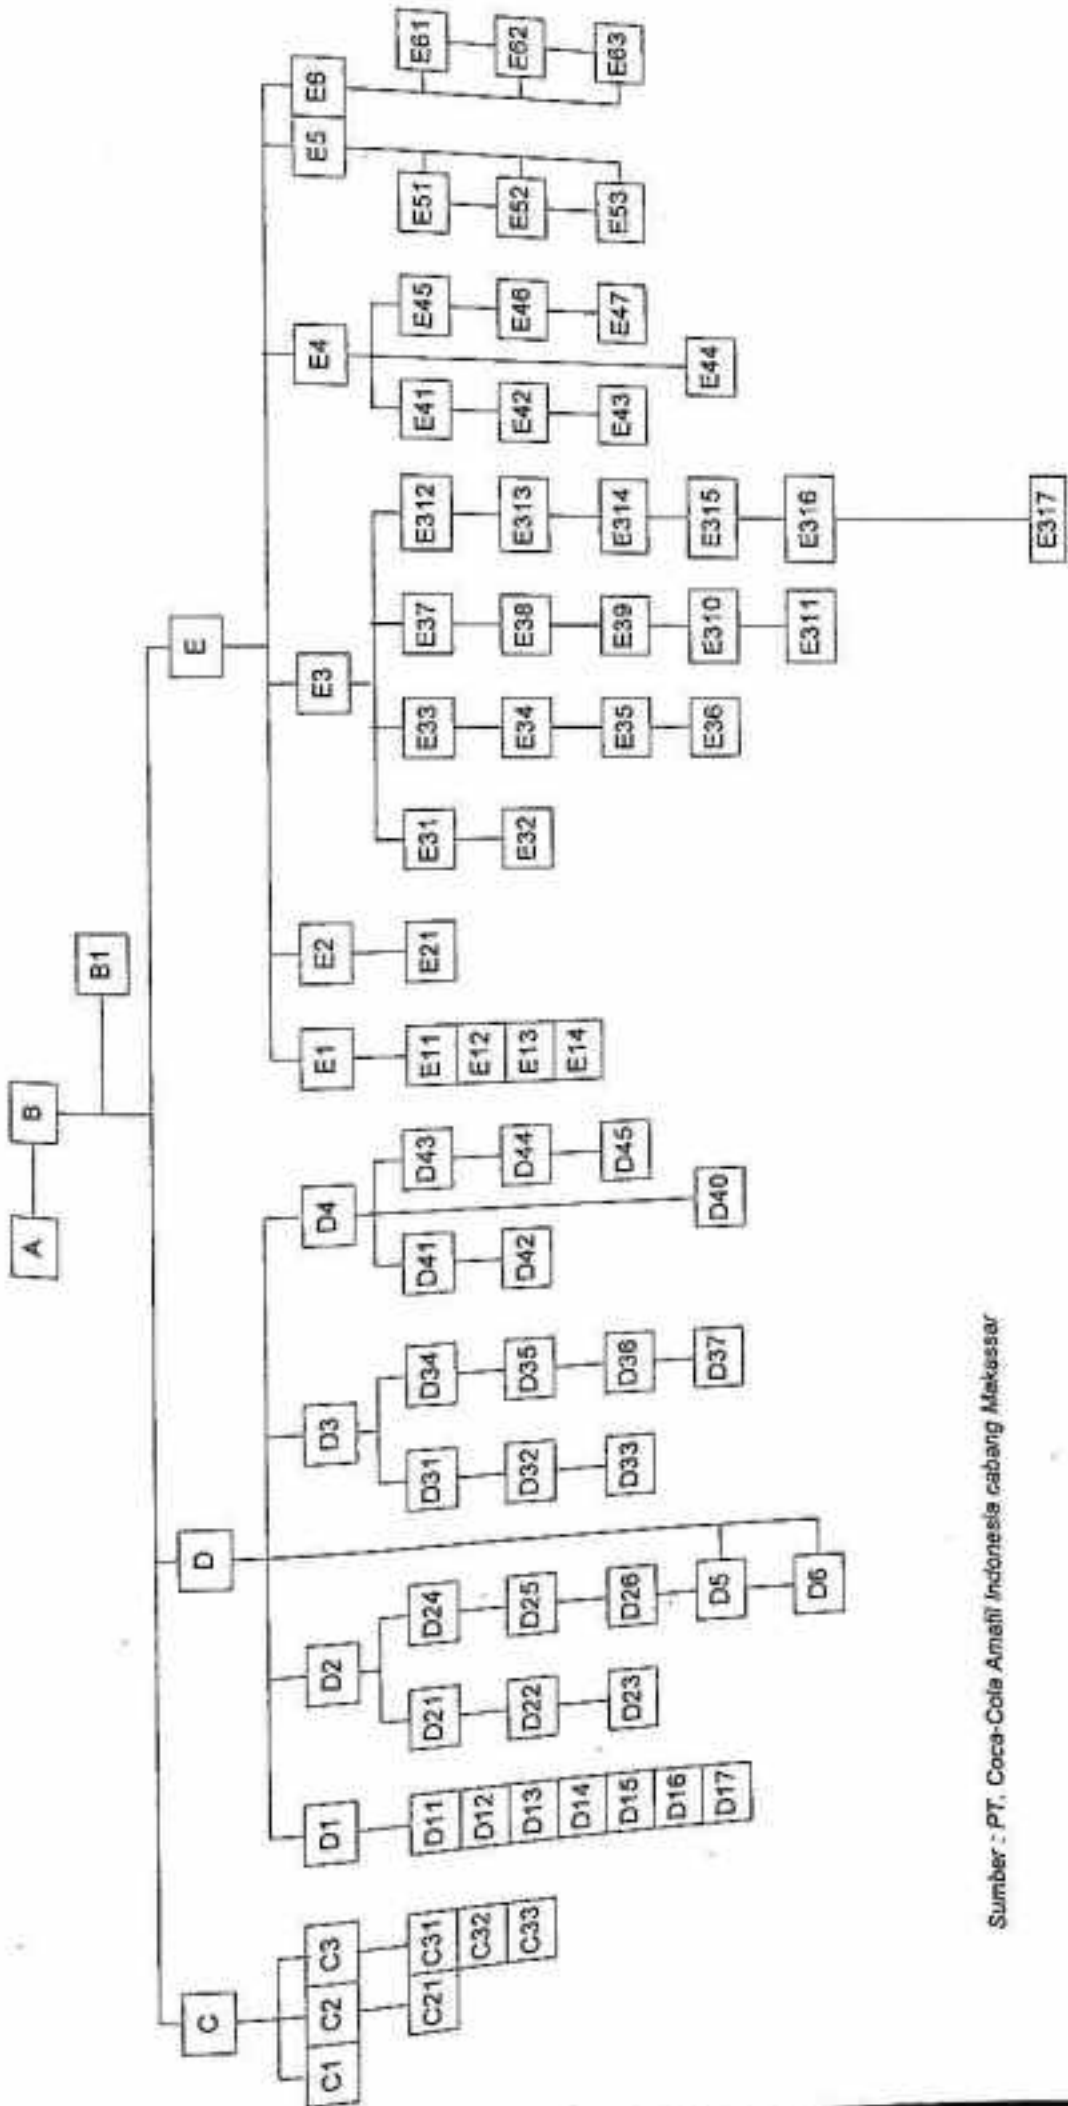 A B
B1
C D E
C1 C2 C3 D1 D2 D3 D4 E1 E2 E3 E4 E5 E6
C21 C31 D11 D21 D24 D31 D34 D41 D43 E11 E21 E31 E33 E37 E312 E41 E45 E51 E61
C32 D12 D22 D25 D32 D35 D42 D44 E12 E32 E34 E38 E313 E42 E46 E52 E62
C33 D13 D23 D26 D33 D36 D45 E13 E35 E39 E314 E43 E47 E53 E63
D14 E14
D15 D5 D37 D40 E36 E310 E315 E44
D16 D6 E311 E316
D17
E317
Sumber : PT. Coca-Cola Amatil Indonesia cabang Makassar